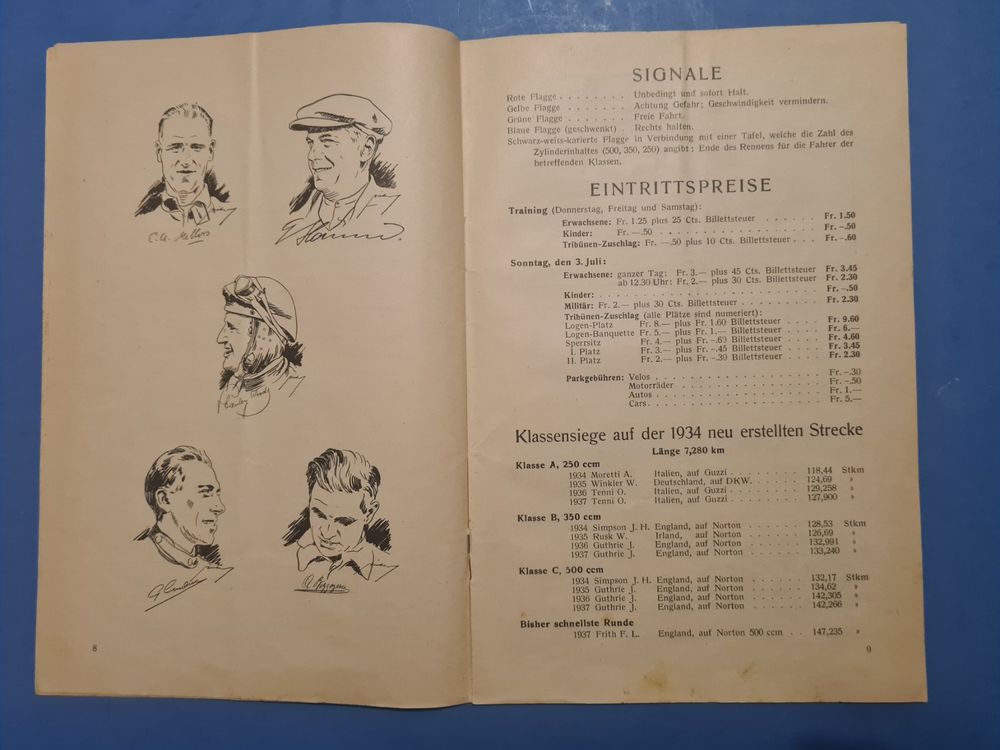 C. A. Mellors
Stanley Woods
8
SIGNALE
Rote Flagge . . . . . . . . Unbedingt und sofort Halt.
Gelbe Flagge . . . . . . . Achtung Gefahr; Geschwindigkeit vermindern.
Grüne Flagge . . . . . . . Freie Fahrt.
Blaue Flagge (geschwenkt) . Rechts halten.
Schwarz-weiss-karierte Flagge in Verbindung mit einer Tafel, welche die Zahl des
Zylinderinhaltes (500, 350, 250) angibt: Ende des Rennens für die Fahrer der
betreffenden Klassen.
EINTRITTSPREISE
Training (Donnerstag, Freitag und Samstag):
Erwachsene: Fr. 1.25 plus 25 Cts. Billettsteuer . . . . . . Fr. 1.50
Kinder: Fr. —.50 . . . . . . . . . . . . . . . . . Fr. –.50
Tribünen-Zuschlag: Fr. —.50 plus 10 Cts. Billettsteuer . . . Fr. –.60
Sonntag, den 3. Juli:
Erwachsene: ganzer Tag: Fr. 3.— plus 45 Cts. Billettsteuer Fr. 3.45
ab 12.30 Uhr: Fr. 2.— plus 30 Cts. Billettsteuer Fr. 2.30
Kinder: . . . . . . . . . . . . . . . . . . . . . . Fr. –.50
Militär: Fr. 2.— plus 30 Cts. Billettsteuer . . . . . . . . . Fr. 2.30
Tribünen-Zuschlag (alle Plätze sind numeriert):
Logen-Platz Fr. 8.— plus Fr. 1.60 Billettsteuer . . . . Fr. 9.60
Logen-Banquette Fr. 5.— plus Fr. 1.— Billettsteuer . . . . Fr. 6.—
Sperrsitz Fr. 4.— plus Fr. –.60 Billettsteuer . . . . Fr. 4.60
I. Platz Fr. 3.— plus Fr. –.45 Billettsteuer . . . . Fr. 3.45
II. Platz Fr. 2.— plus Fr. –.30 Billettsteuer . . . . Fr. 2.30
Parkgebühren: Velos . . . . . . . . . . . . . . . . . Fr. –.30
Motorräder . . . . . . . . . . . . . . Fr. –.50
Autos . . . . . . . . . . . . . . . . . Fr. 1.—
Cars . . . . . . . . . . . . . . . . . . Fr. 5.—
Klassensiege auf der 1934 neu erstellten Strecke
Länge 7,280 km
Klasse A, 250 ccm
1934 Moretti A. Italien, auf Guzzi . . . . . . . . 118,44 Stkm
1935 Winkler W. Deutschland, auf DKW. . . . . . 124,69 »
1936 Tenni O. Italien, auf Guzzi . . . . . . . . 129,258 »
1937 Tenni O. Italien, auf Guzzi . . . . . . . . 127,900 »
Klasse B, 350 ccm
1934 Simpson J. H. England, auf Norton . . . . . . . 128,53 Stkm
1935 Rusk W. Irland, auf Norton . . . . . . . 126,69 »
1936 Guthrie J. England, auf Norton . . . . . . . 132,991 »
1937 Guthrie J. England, auf Norton . . . . . . . 133,240 »
Klasse C, 500 ccm
1934 Simpson J. H. England, auf Norton . . . . . . . 132,17 Stkm
1935 Guthrie J. England, auf Norton . . . . . . . 134,62 »
1936 Guthrie J. England, auf Norton . . . . . . . 142,305 »
1937 Guthrie J. England, auf Norton . . . . . . . 142,266 »
Bisher schnellste Runde
1937 Frith F. L. England, auf Norton 500 ccm . . 147,235 »
9